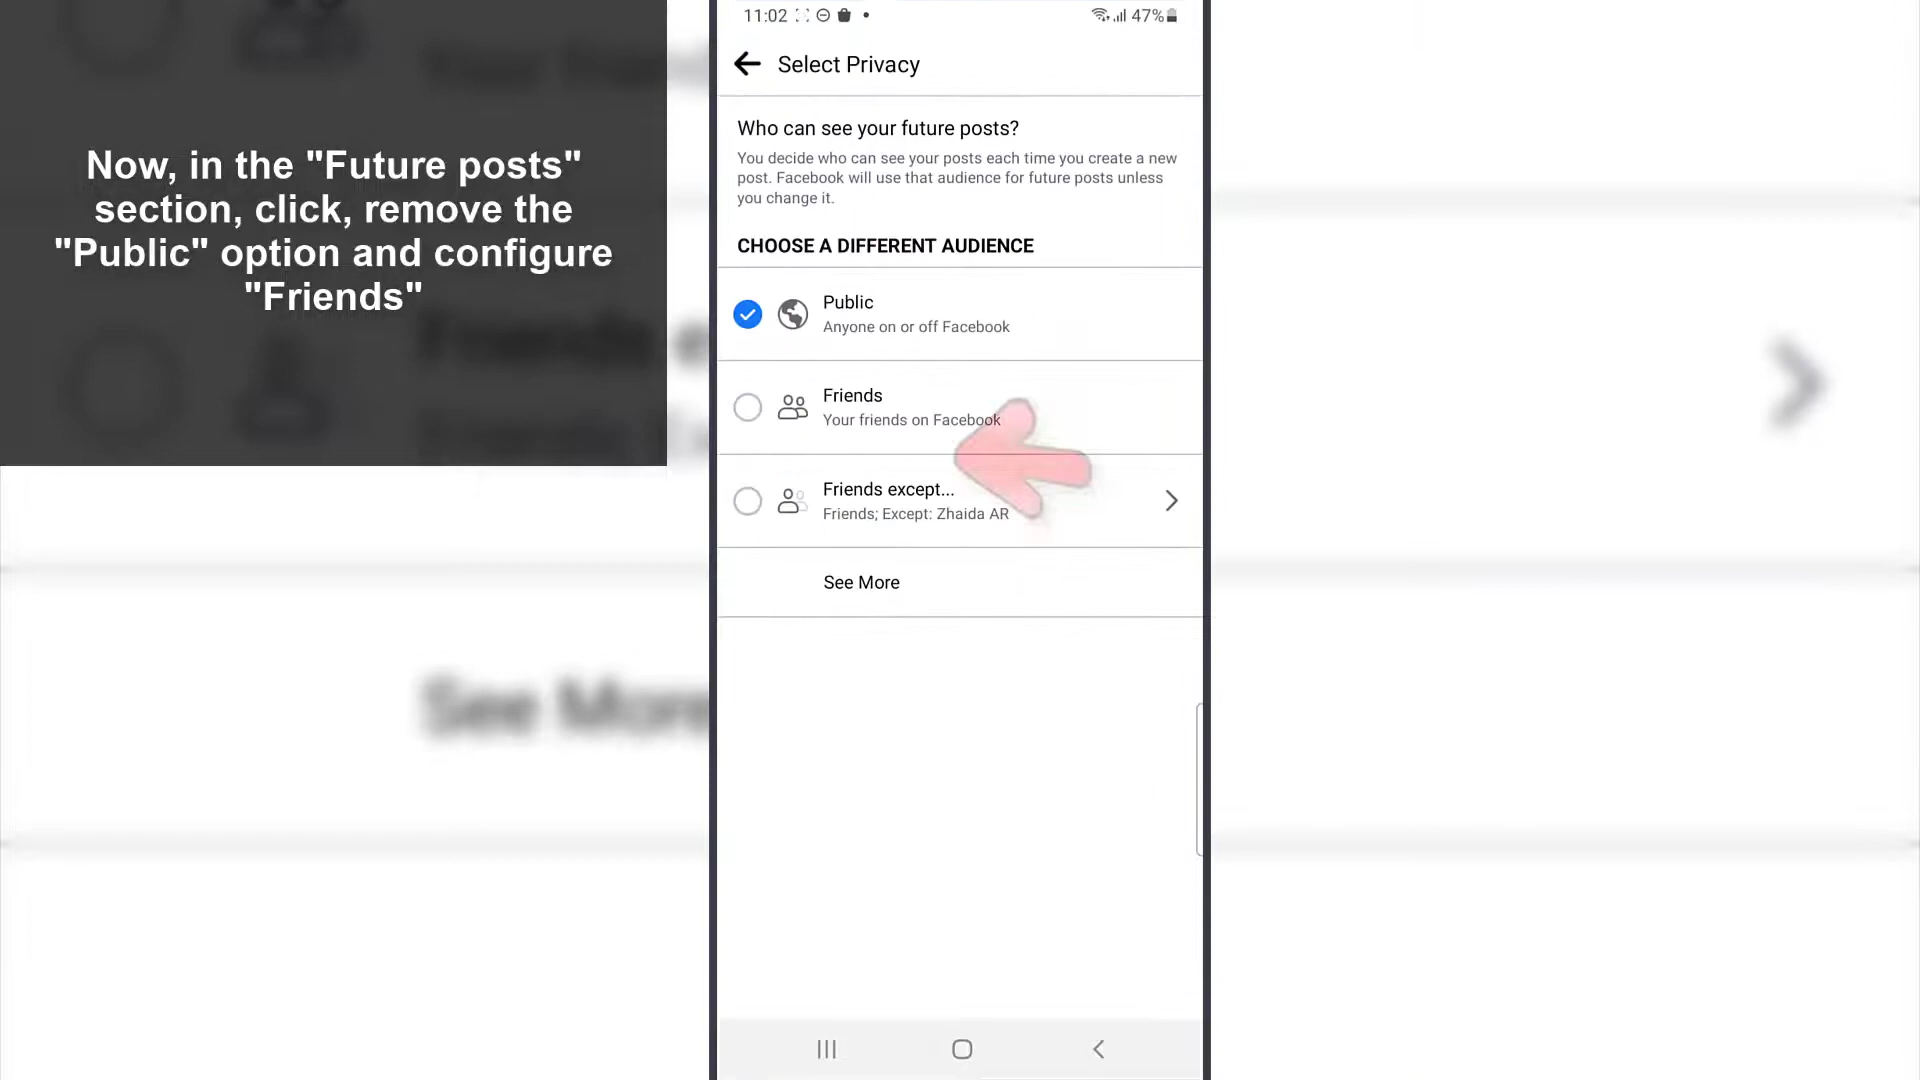 Now, in the "Future posts"
section, click, remove the
"Public" option and configure
"Friends"
11:02
47%
Select Privacy
Who can see your future posts?
You decide who can see your posts each time you create a new
post. Facebook will use that audience for future posts unless
you change it.
CHOOSE A DIFFERENT AUDIENCE
Public
Anyone on or off Facebook
Friends
Your friends on Facebook
Friends except...
Friends; Except: Zhaida AR
See More
See More